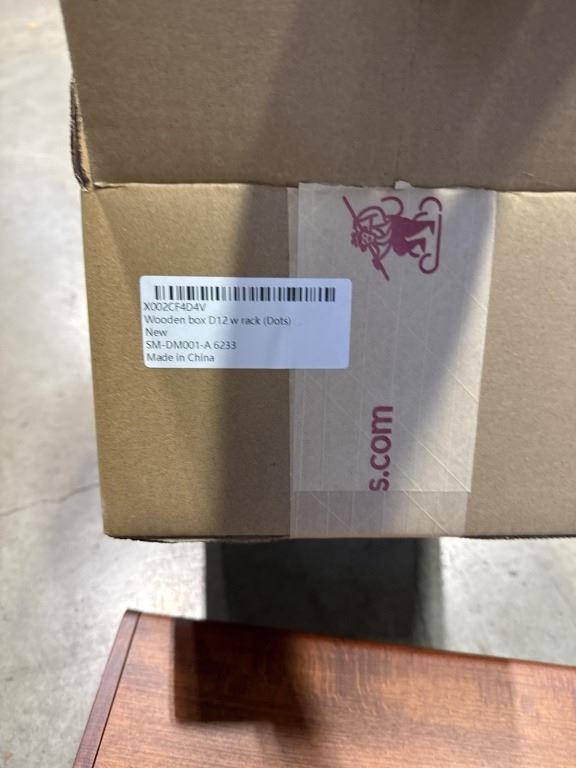 X002CF4D4V
Wooden box D12 w rack (Dots)
New
SM-DM001-A 6233
Made in China
s.com